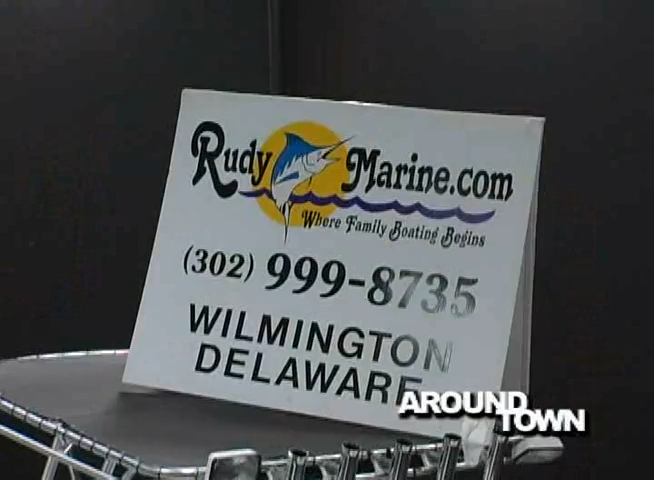 Rudy Marine.com
Where Family Boating Begins
(302) 999-8735
WILMINGTON
DELAWARE
AROUND
TOWN